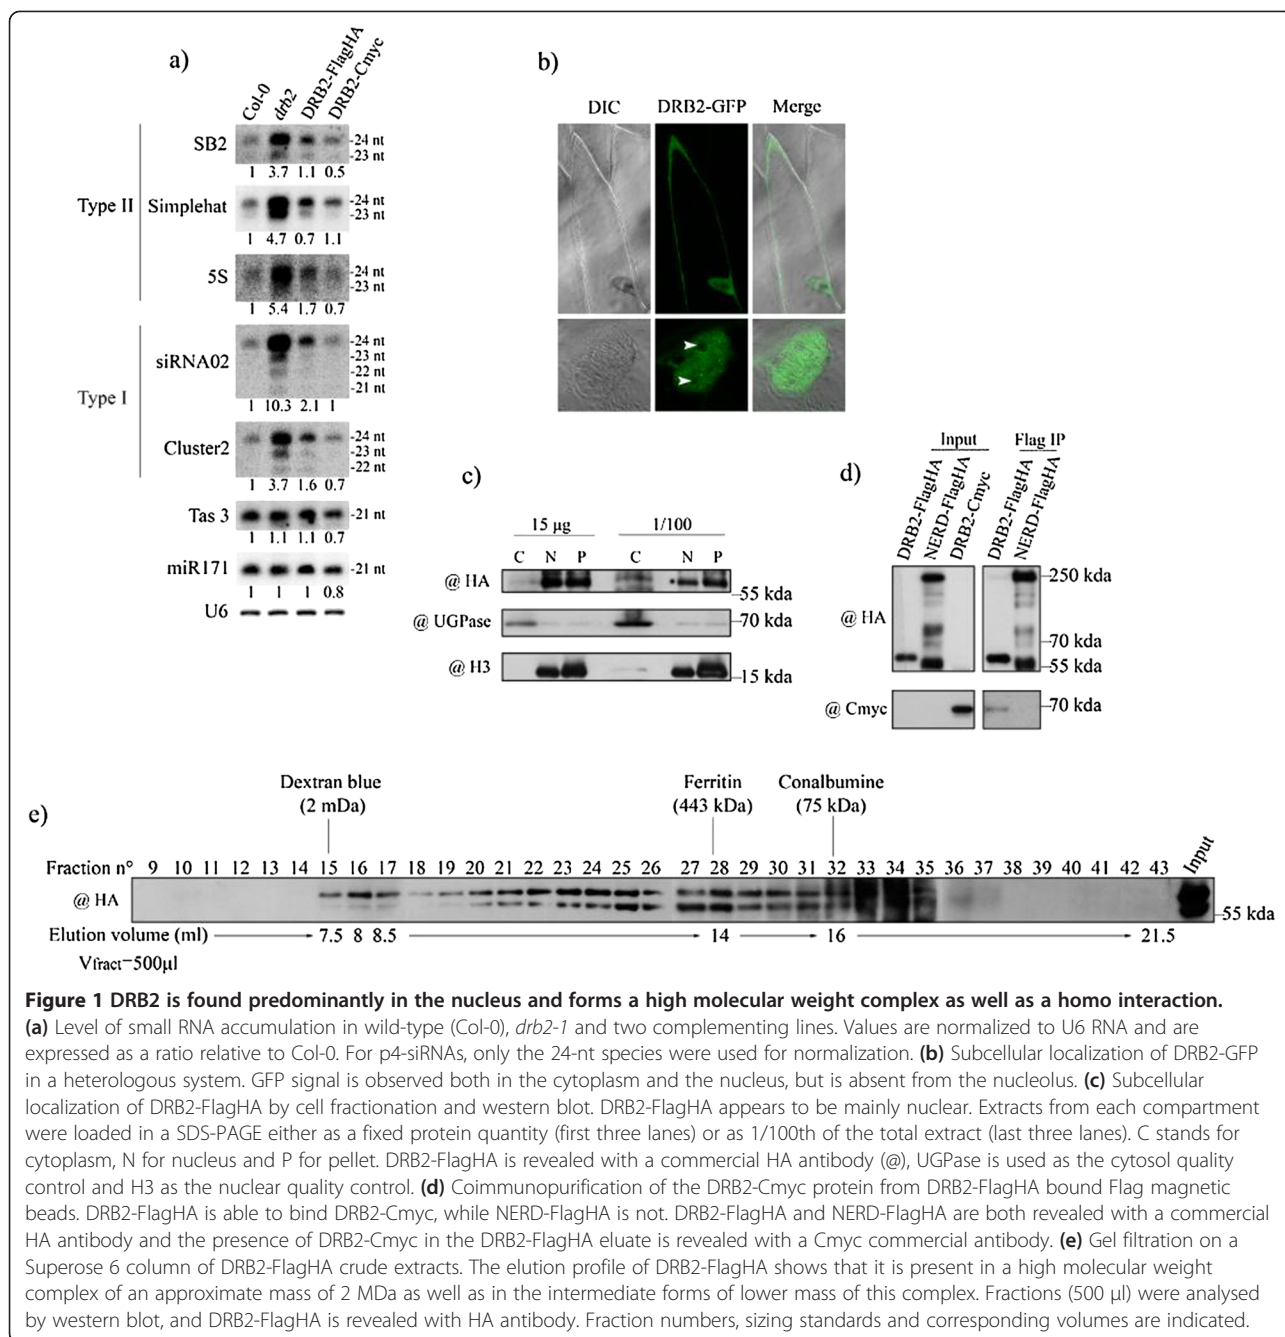 a)
Col-0 drb2 DRB2-FlagHA DRB2-Cmyc
Type II
SB2
-24 nt
-23 nt
1 3.7 1.1 0.5
Simplehat
-24 nt
-23 nt
1 4.7 0.7 1.1
5S
-24 nt
-23 nt
1 5.4 1.7 0.7
Type I
siRNA02
-24 nt
-23 nt
-22 nt
-21 nt
1 10.3 2.1 1
Cluster2
-24 nt
-23 nt
-22 nt
1 3.7 1.6 0.7
Tas 3
-21 nt
1 1.1 1.1 0.7
miR171
-21 nt
1 1 1 0.8
U6
b)
DIC DRB2-GFP Merge
c)
15 µg 1/100
C N P C N P
@ HA
55 kda
@ UGPase
70 kda
@ H3
15 kda
d)
Input Flag IP
DRB2-FlagHA NERD-FlagHA DRB2-Cmyc DRB2-FlagHA NERD-FlagHA
@ HA
250 kda
70 kda
55 kda
@ Cmyc
70 kda
e)
Dextran blue
(2 mDa)
Ferritin
(443 kDa)
Conalbumine
(75 kDa)
Fraction n° 9 10 11 12 13 14 15 16 17 18 19 20 21 22 23 24 25 26 27 28 29 30 31 32 33 34 35 36 37 38 39 40 41 42 43 Input
@ HA
55 kda
Elution volume (ml) 7.5 8 8.5 14 16 21.5
Vfract=500µl
Figure 1 DRB2 is found predominantly in the nucleus and forms a high molecular weight complex as well as a homo interaction.
(a) Level of small RNA accumulation in wild-type (Col-0), drb2-1 and two complementing lines. Values are normalized to U6 RNA and are
expressed as a ratio relative to Col-0. For p4-siRNAs, only the 24-nt species were used for normalization. (b) Subcellular localization of DRB2-GFP
in a heterologous system. GFP signal is observed both in the cytoplasm and the nucleus, but is absent from the nucleolus. (c) Subcellular
localization of DRB2-FlagHA by cell fractionation and western blot. DRB2-FlagHA appears to be mainly nuclear. Extracts from each compartment
were loaded in a SDS-PAGE either as a fixed protein quantity (first three lanes) or as 1/100th of the total extract (last three lanes). C stands for
cytoplasm, N for nucleus and P for pellet. DRB2-FlagHA is revealed with a commercial HA antibody (@), UGPase is used as the cytosol quality
control and H3 as the nuclear quality control. (d) Coimmunopurification of the DRB2-Cmyc protein from DRB2-FlagHA bound Flag magnetic
beads. DRB2-FlagHA is able to bind DRB2-Cmyc, while NERD-FlagHA is not. DRB2-FlagHA and NERD-FlagHA are both revealed with a commercial
HA antibody and the presence of DRB2-Cmyc in the DRB2-FlagHA eluate is revealed with a Cmyc commercial antibody. (e) Gel filtration on a
Superose 6 column of DRB2-FlagHA crude extracts. The elution profile of DRB2-FlagHA shows that it is present in a high molecular weight
complex of an approximate mass of 2 MDa as well as in the intermediate forms of lower mass of this complex. Fractions (500 µl) were analysed
by western blot, and DRB2-FlagHA is revealed with HA antibody. Fraction numbers, sizing standards and corresponding volumes are indicated.